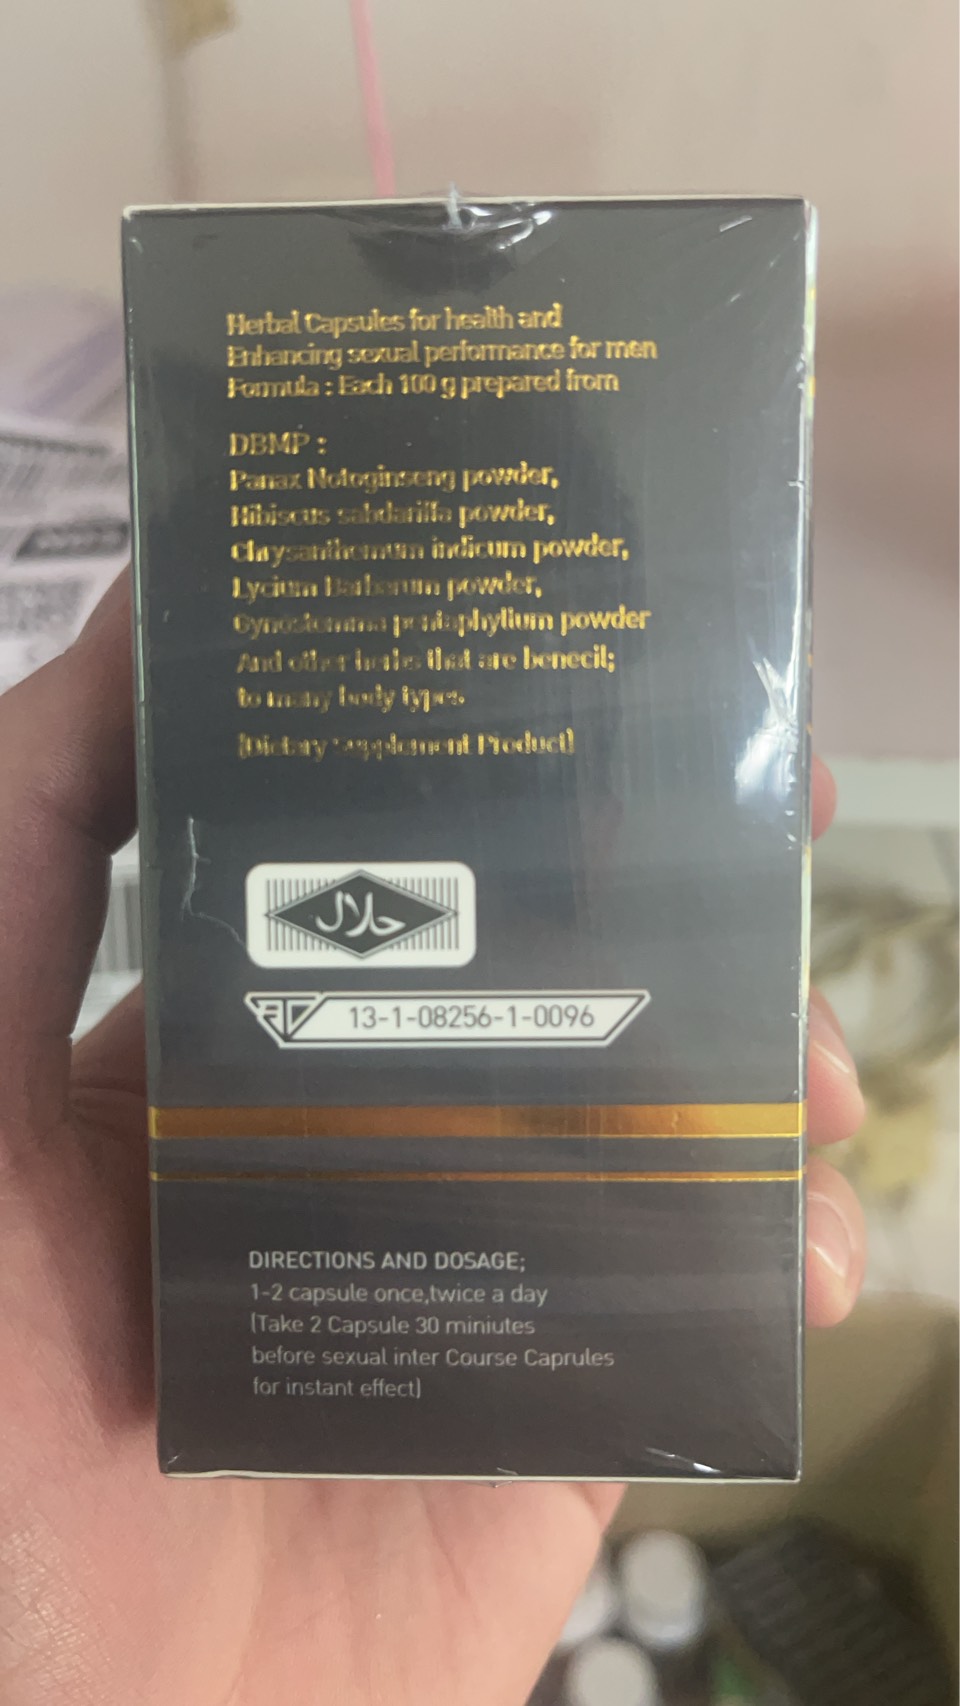 Herbal Capsules for health and
Enhancing sexual performance for men
Formula : Each 100 g prepared from
DBMP :
Panax Notoginseng powder,
Hibiscus sabdariffa powder,
Chrysanthemum indicum powder,
Lycium Barbarum powder,
Gynostemma pentaphyllum powder
And other herbs that are benecil;
to many body types.
(Dietary supplement Product)
حلال
13-1-08256-1-0096
DIRECTIONS AND DOSAGE;
1-2 capsule once,twice a day
(Take 2 Capsule 30 miniutes
before sexual inter Course Caprules
for instant effect)